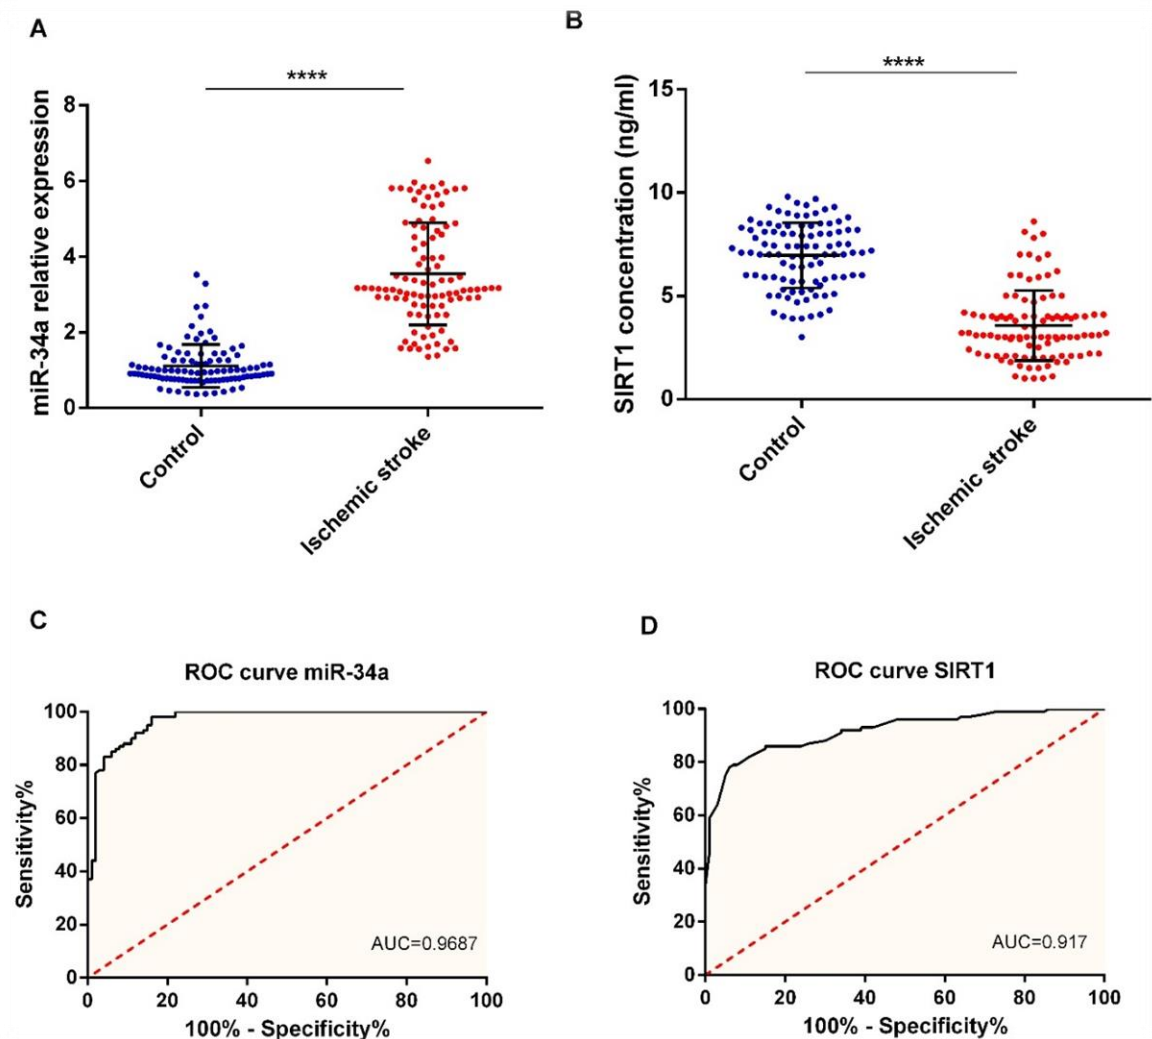 A
****
miR-34a relative expression
8
6
4
2
0
Control
Ischemic stroke
B
****
SIRT1 concentration (ng/ml)
15
10
5
0
Control
Ischemic stroke
C
ROC curve miR-34a
Sensitivity%
100
80
60
40
20
0
AUC=0.9687
0 20 40 60 80 100
100% - Specificity%
D
ROC curve SIRT1
Sensitivity%
100
80
60
40
20
0
AUC=0.917
0 20 40 60 80 100
100% - Specificity%